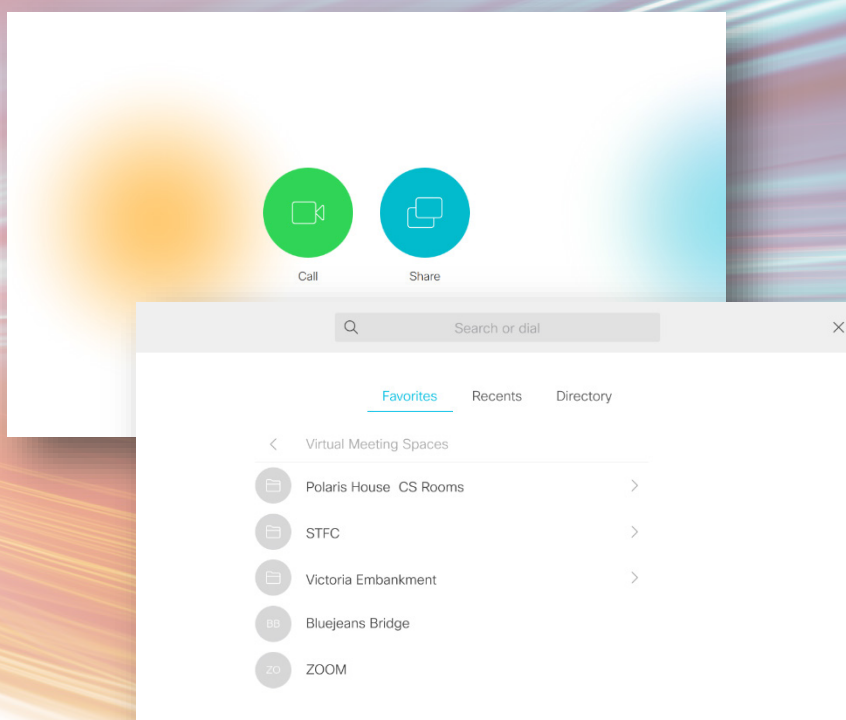 Call
Share
Search or dial
Favorites Recents Directory
Virtual Meeting Spaces
Polaris House CS Rooms
STFC
Victoria Embankment
BB Bluejeans Bridge
ZO ZOOM